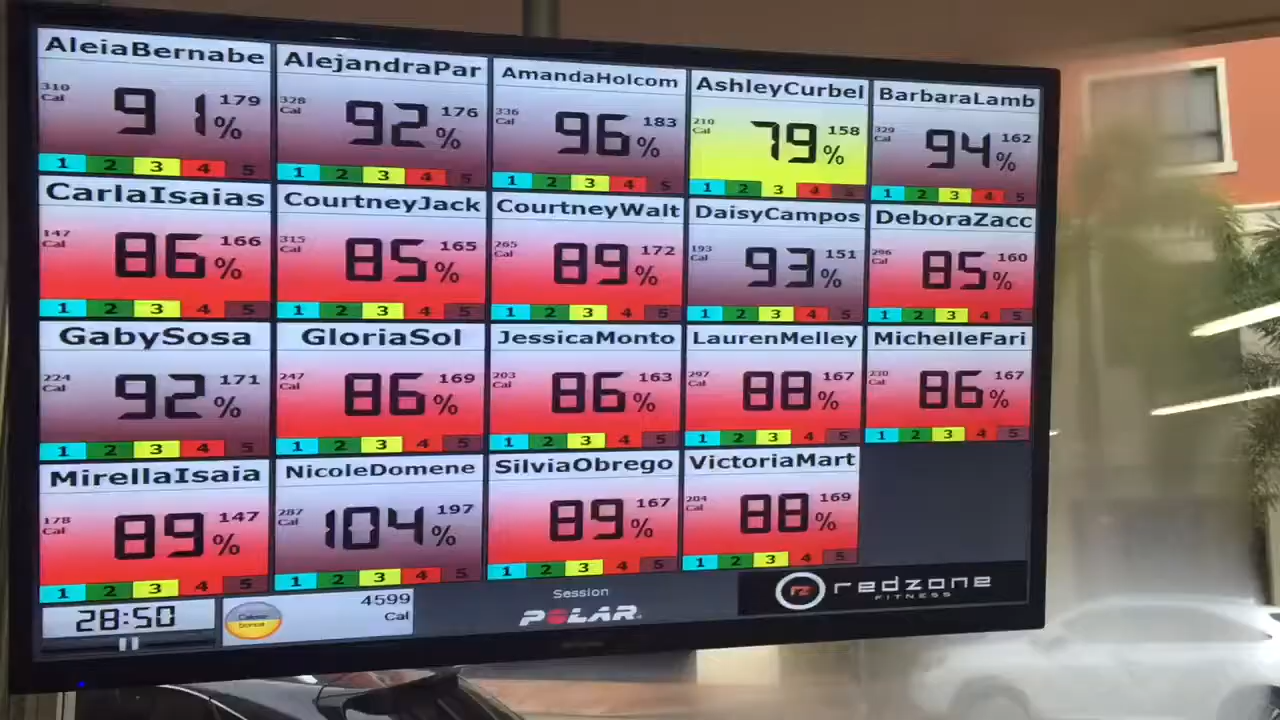 AleiaBernabe
310 Cal 91% 179
1 2 3 4 5
AlejandraPar
328 Cal 92% 176
1 2 3 4 5
AmandaHolcom
336 Cal 96% 183
1 2 3 4 5
AshleyCurbel
210 Cal 79% 158
1 2 3 4 5
BarbaraLamb
329 Cal 94% 162
1 2 3 4 5
CarlaIsaias
147 Cal 86% 166
1 2 3 4 5
CourtneyJack
315 Cal 85% 165
1 2 3 4 5
CourtneyWalt
265 Cal 89% 172
1 2 3 4 5
DaisyCampos
193 Cal 93% 151
1 2 3 4 5
DeboraZacc
296 Cal 85% 160
1 2 3 4 5
GabySosa
224 Cal 92% 171
1 2 3 4 5
GloriaSol
247 Cal 86% 169
1 2 3 4 5
JessicaMonto
203 Cal 86% 163
1 2 3 4 5
LaurenMelley
297 Cal 88% 167
1 2 3 4 5
MichelleFari
Cal 86% 167
1 2 3 4 5
MirellaIsaia
178 Cal 89% 147
1 2 3 4 5
NicoleDomene
287 Cal 104% 197
1 2 3 4 5
SilviaObrego
89% 167
1 2 3 4 5
VictoriaMart
Cal 88% 169
1 2 3 4 5
28:50
4599
Cal
Session
POLAR
rz redzone
FITNESS